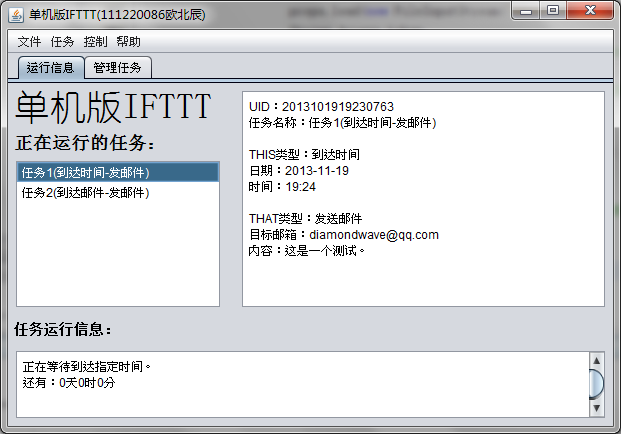 单机版IFTTT(111220086欧北辰)
文件 任务 控制 帮助
运行信息 管理任务
单机版IFTTT
正在运行的任务：
任务1(到达时间-发邮件)
任务2(到达邮件-发邮件)
UID：2013101919230763
任务名称：任务1(到达时间-发邮件)
THIS类型：到达时间
日期：2013-11-19
时间：19:24
THAT类型：发送邮件
目标邮箱：diamondwave@qq.com
内容：这是一个测试。
任务运行信息：
正在等待到达指定时间。
还有：0天0时0分